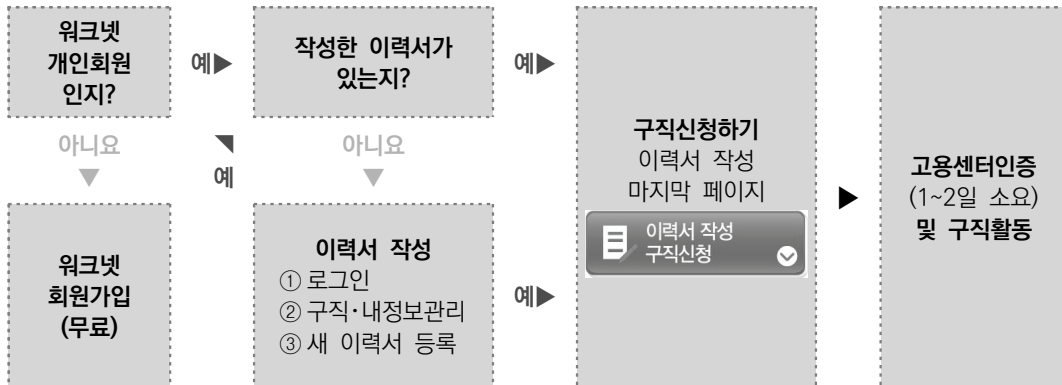 워크넷
개인회원
인지?
예▶
작성한 이력서가
있는지?
예▶
아니요
▼
예
아니요
▼
워크넷
회원가입
(무료)
이력서 작성
① 로그인
② 구직·내정보관리
③ 새 이력서 등록
예▶
구직신청하기
이력서 작성
마지막 페이지
이력서 작성
구직신청
▶
고용센터인증
(1~2일 소요)
및 구직활동